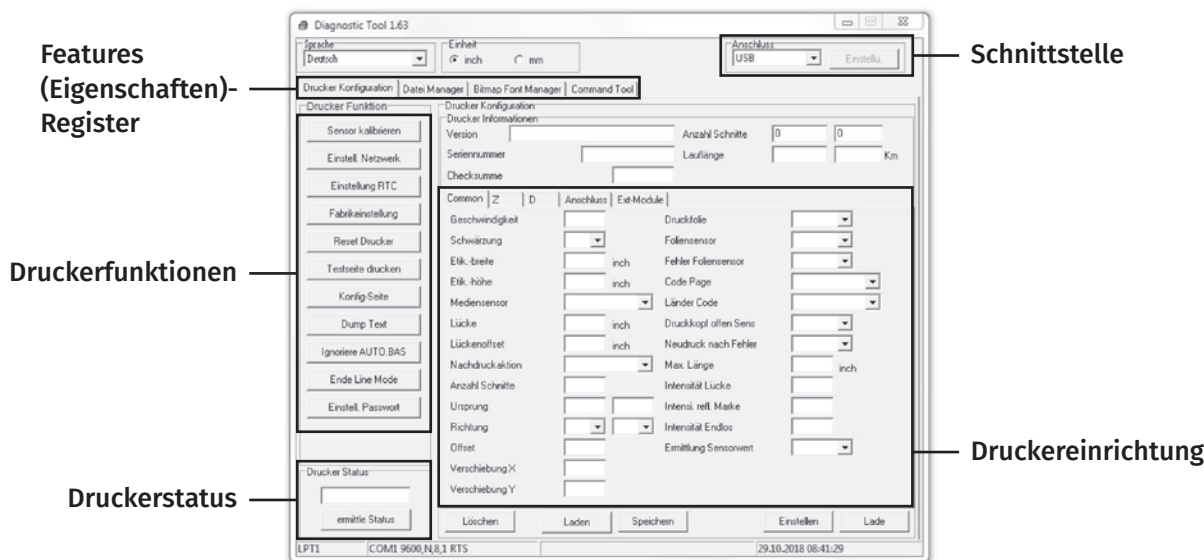 Diagnostic Tool 1.63
Features
(Eigenschaften)-
Register
Sprache
Deutsch
Einheit
inch
mm
Anschluss
USB
Einstellu.
Schnittstelle
Drucker Konfiguration
Datei Manager
Bitmap Font Manager
Command Tool
Drucker Funktion
Sensor kalibrieren
Einstell. Netzwerk
Einstellung RTC
Fabrikeinstellung
Reset Drucker
Testseite drucken
Konfig-Seite
Dump Text
Ignoriere AUTO.BAS
Ende Line Mode
Einstell. Passwort
Druckerfunktionen
Drucker Status
ermittle Status
Druckerstatus
Drucker Konfiguration
Drucker Informationen
Version
Anzahl Schnitte 0 0
Seriennummer
Lauflänge Km
Checksumme
Common Z D Anschluss Ext-Module
Geschwindigkeit
Druckfolie
Schwärzung
Foliensensor
Etik.-breite inch
Fehler Foliensensor
Etik.-höhe inch
Code Page
Mediensensor
Länder Code
Lücke inch
Druckkopf offen Sens
Lückenoffset inch
Neudruck nach Fehler
Nachdruckaktion
Max. Länge inch
Anzahl Schnitte
Intensität Lücke
Ursprung
Intensi. refl. Marke
Richtung
Intensität Endlos
Offset
Ermittlung Sensorwert
Verschiebung X
Verschiebung Y
Druckereinrichtung
Löschen
Laden
Speichern
Einstellen
Lade
LPT1
COM1 9600,N,8,1 RTS
29.10.2018 08:41:29